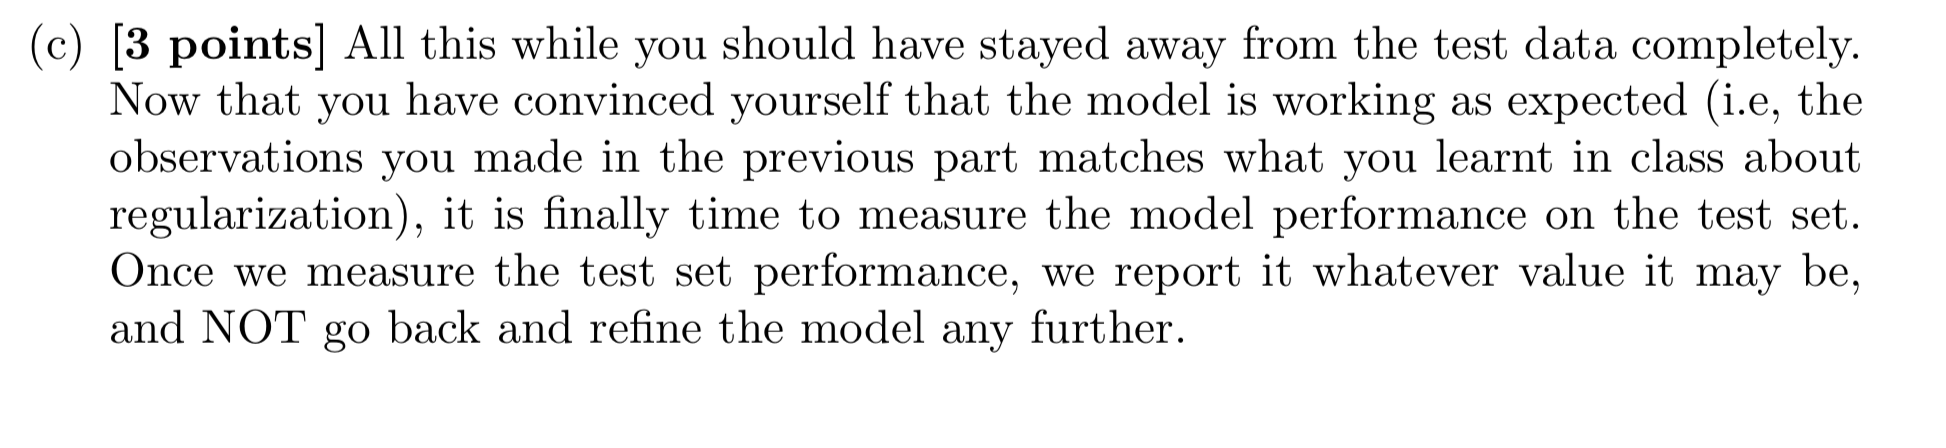 (c) [3 points] All this while you should have stayed away from the test data completely.
Now that you have convinced yourself that the model is working as expected (i.e, the
observations you made in the previous part matches what you learnt in class about
regularization), it is finally time to measure the model performance on the test set.
Once we measure the test set performance, we report it whatever value it may be,
and NOT go back and refine the model any further.